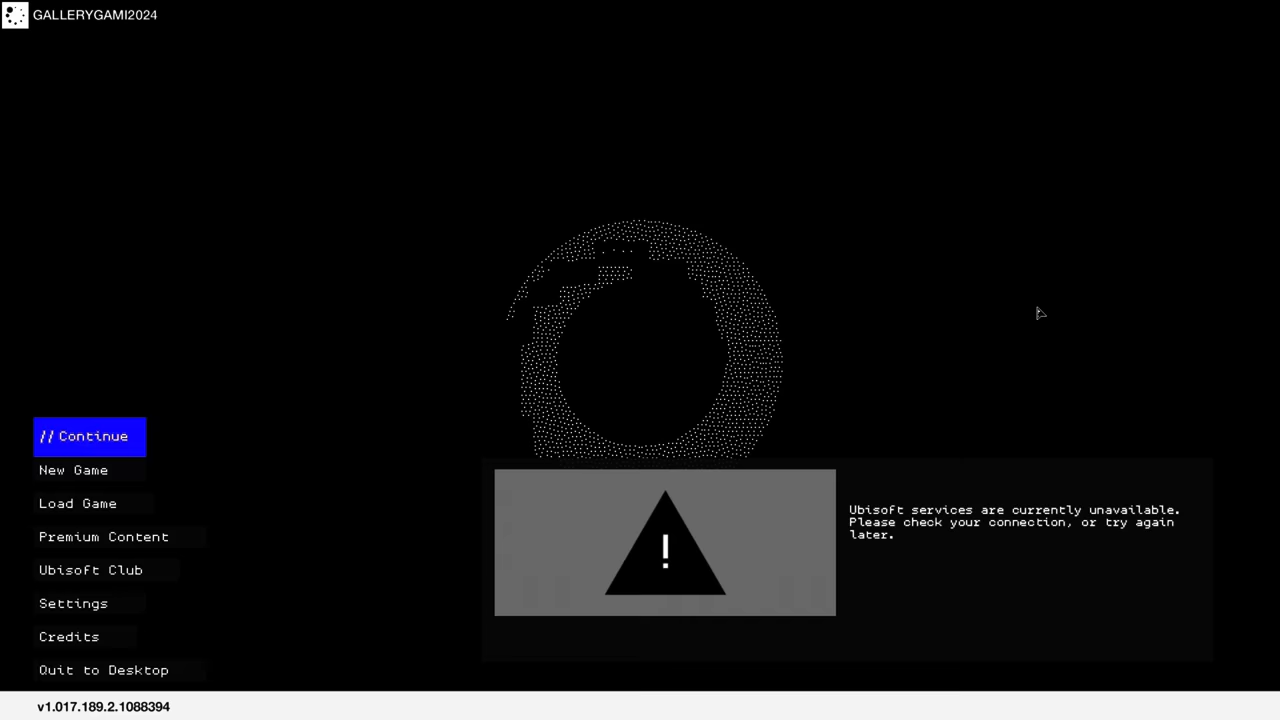 GALLERYGAMI2024
// Continue
New Game
Load Game
Premium Content
Ubisoft Club
Settings
Credits
Quit to Desktop
Ubisoft services are currently unavailable.
Please check your connection, or try again
later.
v1.017.189.2.1088394